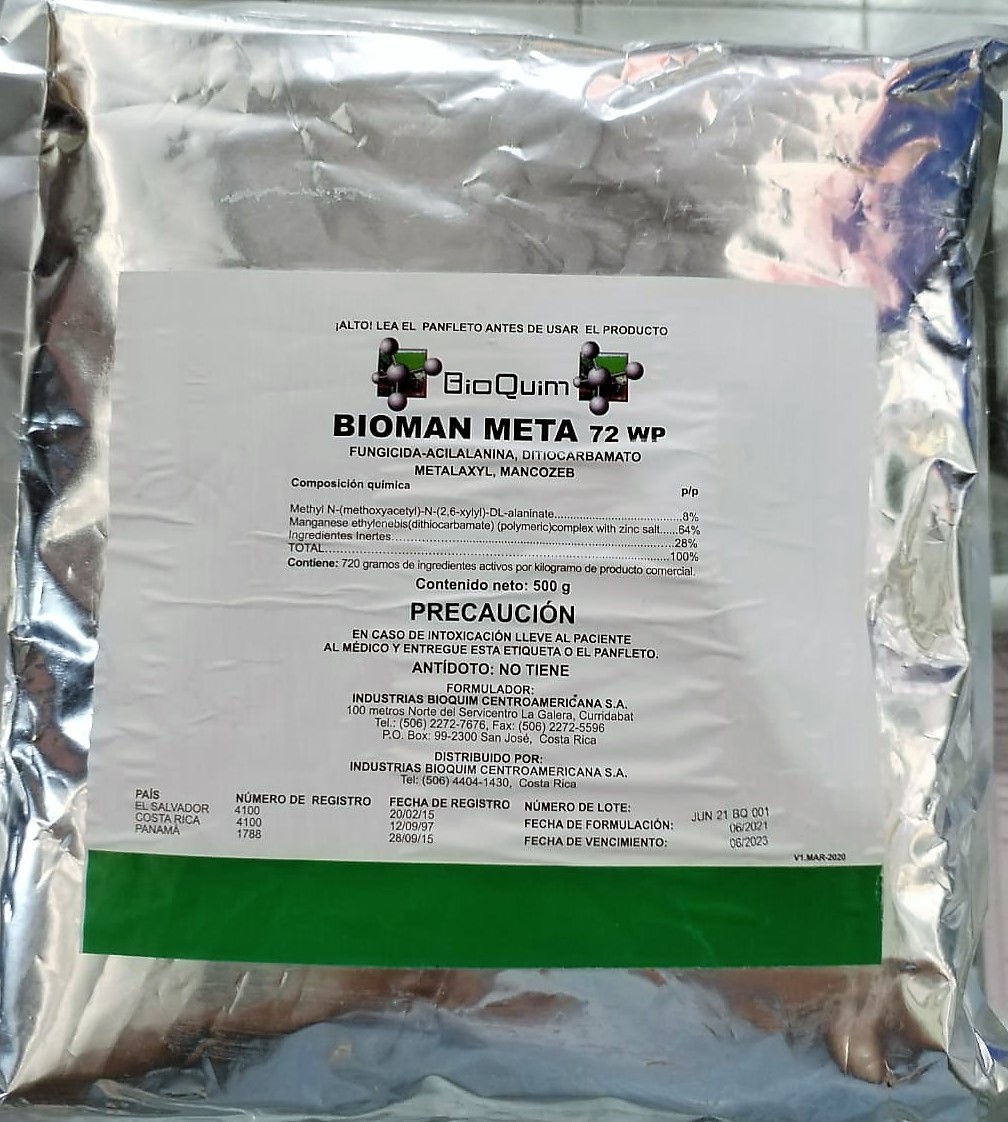 ¡ALTO! LEA EL PANFLETO ANTES DE USAR EL PRODUCTO
BioQuim
BIOMAN META 72 WP
FUNGICIDA-ACILALANINA, DITIOCARBAMATO
METALAXYL, MANCOZEB
Composición química p/p
Methyl N-(methoxyacetyl)-N-(2,6-xylyl)-DL-alaninate..........................8%
Manganese ethylenebis(dithiocarbamate) (polymeric)complex with zinc salt......64%
Ingredientes Inertes..........................28%
TOTAL..........................100%
Contiene: 720 gramos de ingredientes activos por kilogramo de producto comercial.
Contenido neto: 500 g
PRECAUCIÓN
EN CASO DE INTOXICACIÓN LLEVE AL PACIENTE
AL MÉDICO Y ENTREGUE ESTA ETIQUETA O EL PANFLETO.
ANTÍDOTO: NO TIENE
FORMULADOR:
INDUSTRIAS BIOQUIM CENTROAMERICANA S.A.
100 metros Norte del Servicentro La Galera, Curridabat
Tel.: (506) 2272-7676, Fax: (506) 2272-5596
P.O. Box: 99-2300 San José, Costa Rica
DISTRIBUIDO POR:
INDUSTRIAS BIOQUIM CENTROAMERICANA S.A.
Tel: (506) 4404-1430, Costa Rica
PAÍS NÚMERO DE REGISTRO FECHA DE REGISTRO NÚMERO DE LOTE: JUN 21 BQ 001
EL SALVADOR 4100 20/02/15
COSTA RICA 4100 12/09/97 FECHA DE FORMULACIÓN: 06/2021
PANAMÁ 1788 28/09/15 FECHA DE VENCIMIENTO: 06/2023
V1.MAR-2020